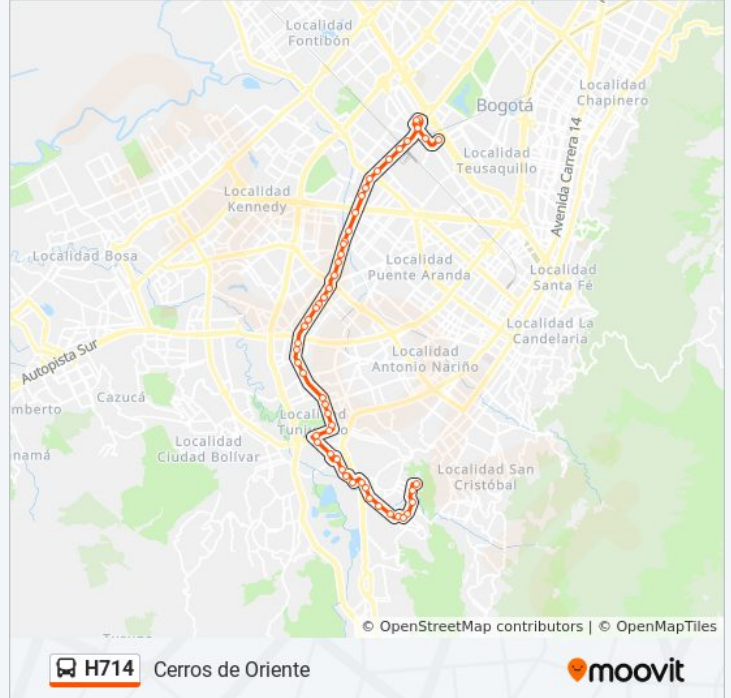 Localidad
Fontibón
Localidad
Chapinero
Bogotá
Localidad
Teusaquillo
Avenida Carrera 14
Localidad
Kennedy
Localidad Bosa
Localidad
Puente Aranda
Localidad
Santa Fé
Localidad La
Candelaria
Autopista Sur
Localidad
Antonio Nariño
Cazucá
mberto
Localidad
Localidad
Ciudad Bolívar
namá
Localidad San
Cristóbal
© OpenStreetMap contributors | © OpenMapTiles
H714 Cerros de Oriente
moovit